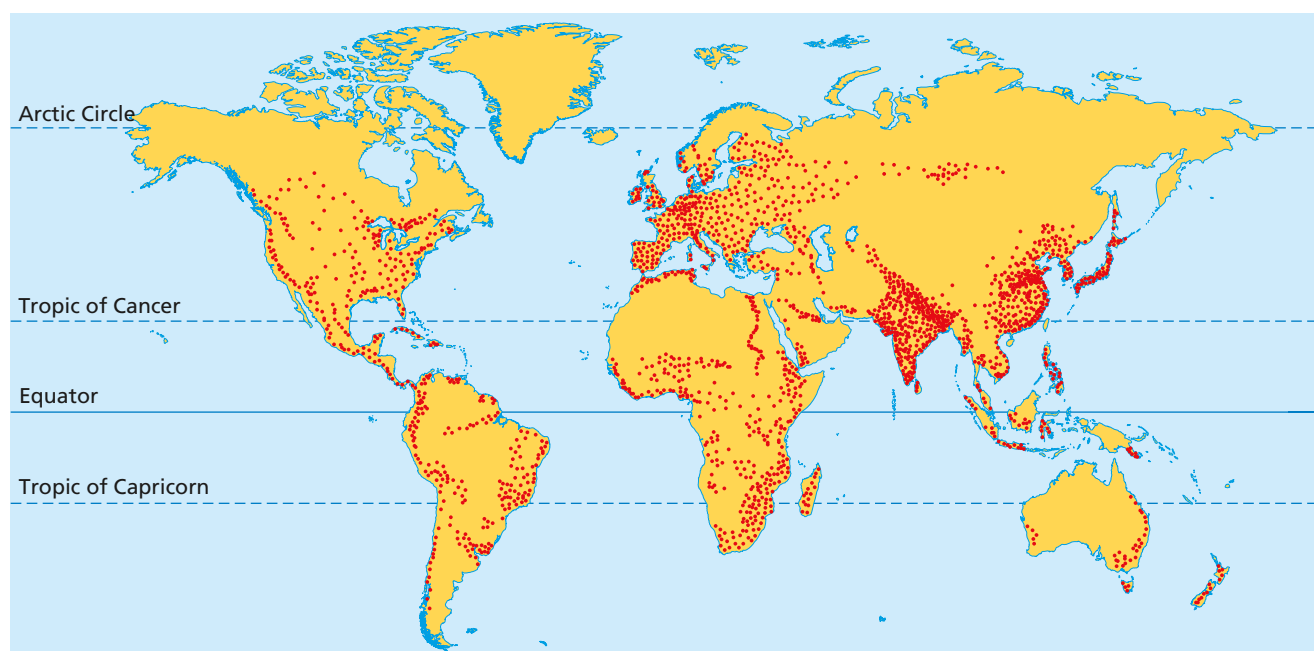 Arctic Circle
Tropic of Cancer
Equator
Tropic of Capricorn